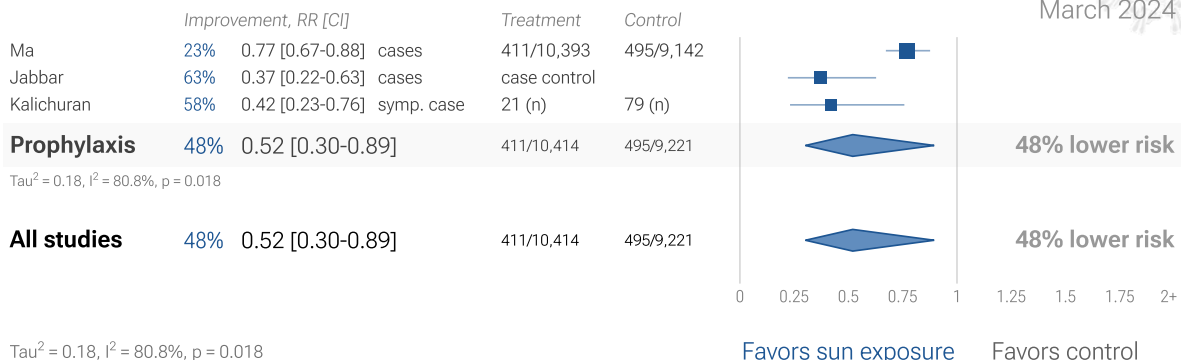 March 2024
Improvement, RR [CI] Treatment Control
Ma 23% 0.77 [0.67-0.88] cases 411/10,393 495/9,142
Jabbar 63% 0.37 [0.22-0.63] cases case control
Kalichuran 58% 0.42 [0.23-0.76] symp. case 21 (n) 79 (n)
Prophylaxis 48% 0.52 [0.30-0.89] 411/10,414 495/9,221 48% lower risk
Tau² = 0.18, I² = 80.8%, p = 0.018
All studies 48% 0.52 [0.30-0.89] 411/10,414 495/9,221 48% lower risk
0 0.25 0.5 0.75 1 1.25 1.5 1.75 2+
Tau² = 0.18, I² = 80.8%, p = 0.018 Favors sun exposure Favors control